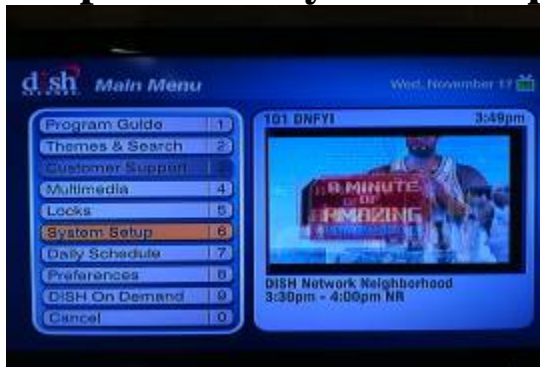 dish Main Menu
Wed, November 17
Program Guide 1
Themes & Search 2
Customer Support 3
Multimedia 4
Locks 5
System Setup 6
Daily Schedule 7
Preferences 8
DISH On Demand 9
Cancel 0
101 DNFYI 3:49pm
A MINUTE
OF
AMAZING
DISH Network Neighborhood
3:30pm - 4:00pm NR